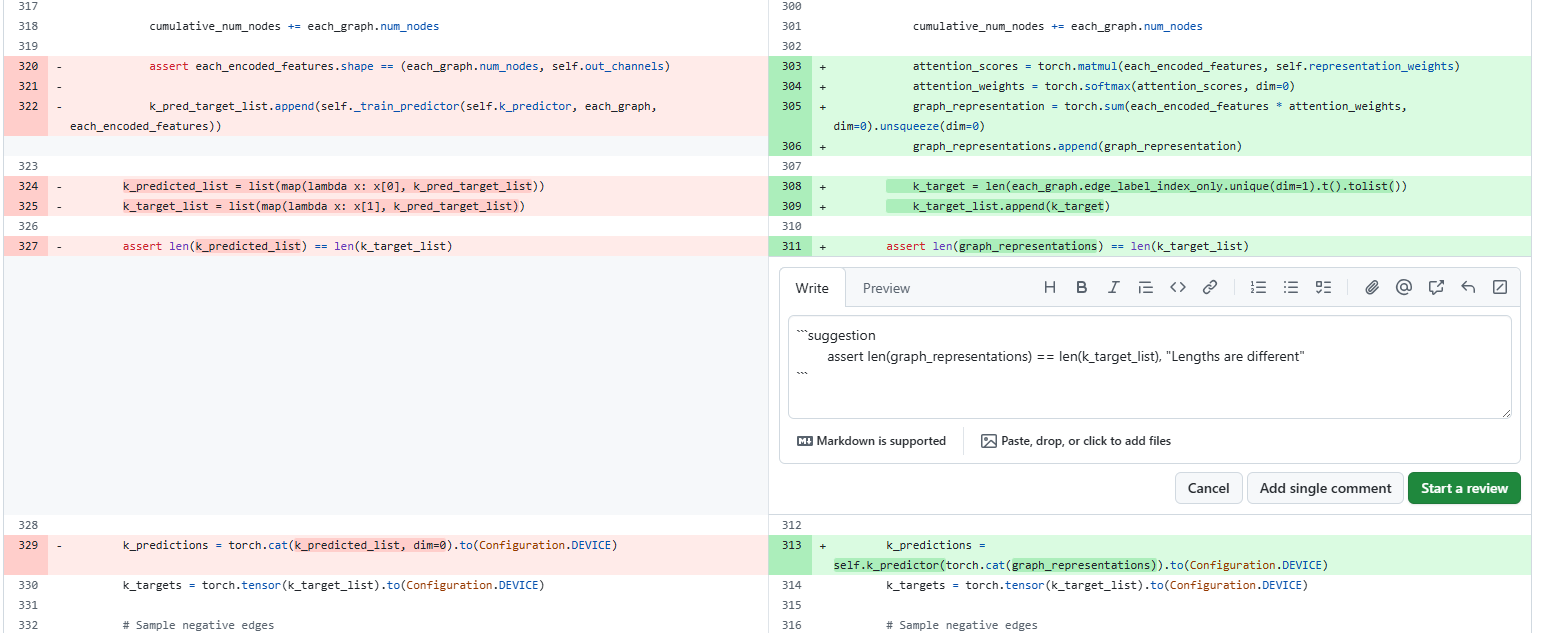 317 300
318 cumulative_num_nodes += each_graph.num_nodes 301 cumulative_num_nodes += each_graph.num_nodes
319 302
320 - assert each_encoded_features.shape == (each_graph.num_nodes, self.out_channels) 303 + attention_scores = torch.matmul(each_encoded_features, self.representation_weights)
321 - 304 + attention_weights = torch.softmax(attention_scores, dim=0)
322 - k_pred_target_list.append(self._train_predictor(self.k_predictor, each_graph, 305 + graph_representation = torch.sum(each_encoded_features * attention_weights,
each_encoded_features)) dim=0).unsqueeze(dim=0)
306 + graph_representations.append(graph_representation)
323 307
324 - k_predicted_list = list(map(lambda x: x[0], k_pred_target_list)) 308 + k_target = len(each_graph.edge_label_index_only.unique(dim=1).t().tolist())
325 - k_target_list = list(map(lambda x: x[1], k_pred_target_list)) 309 + k_target_list.append(k_target)
326 310
327 - assert len(k_predicted_list) == len(k_target_list) 311 + assert len(graph_representations) == len(k_target_list)
Write Preview
```suggestion
assert len(graph_representations) == len(k_target_list), "Lengths are different"
```
Markdown is supported Paste, drop, or click to add files
Cancel Add single comment Start a review
328 312
329 - k_predictions = torch.cat(k_predicted_list, dim=0).to(Configuration.DEVICE) 313 + k_predictions =
self.k_predictor(torch.cat(graph_representations)).to(Configuration.DEVICE)
330 k_targets = torch.tensor(k_target_list).to(Configuration.DEVICE) 314 k_targets = torch.tensor(k_target_list).to(Configuration.DEVICE)
331 315
332 # Sample negative edges 316 # Sample negative edges